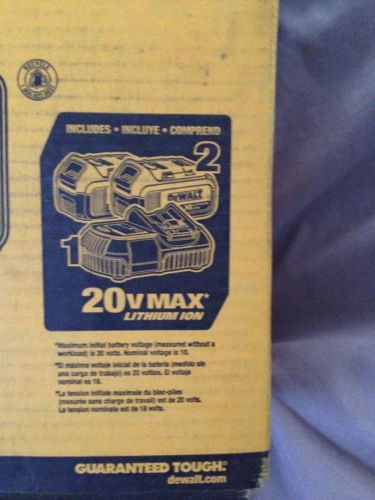 RECYCLE
INCLUDES • INCLUYE • COMPREND
2
DEWALT
1
20V MAX*
LITHIUM ION
*Maximum initial battery voltage (measured without a
workload) is 20 volts. Nominal voltage is 18.
*El máximo voltaje inicial de la batería (medido sin
una carga de trabajo) es 20 voltios. El voltaje
nominal es 18.
*La tension initiale maximale du bloc-piles
(mesurée sans charge de travail) est de 20 volts.
La tension nominale est de 18 volts.
GUARANTEED TOUGH.®
dewalt.com